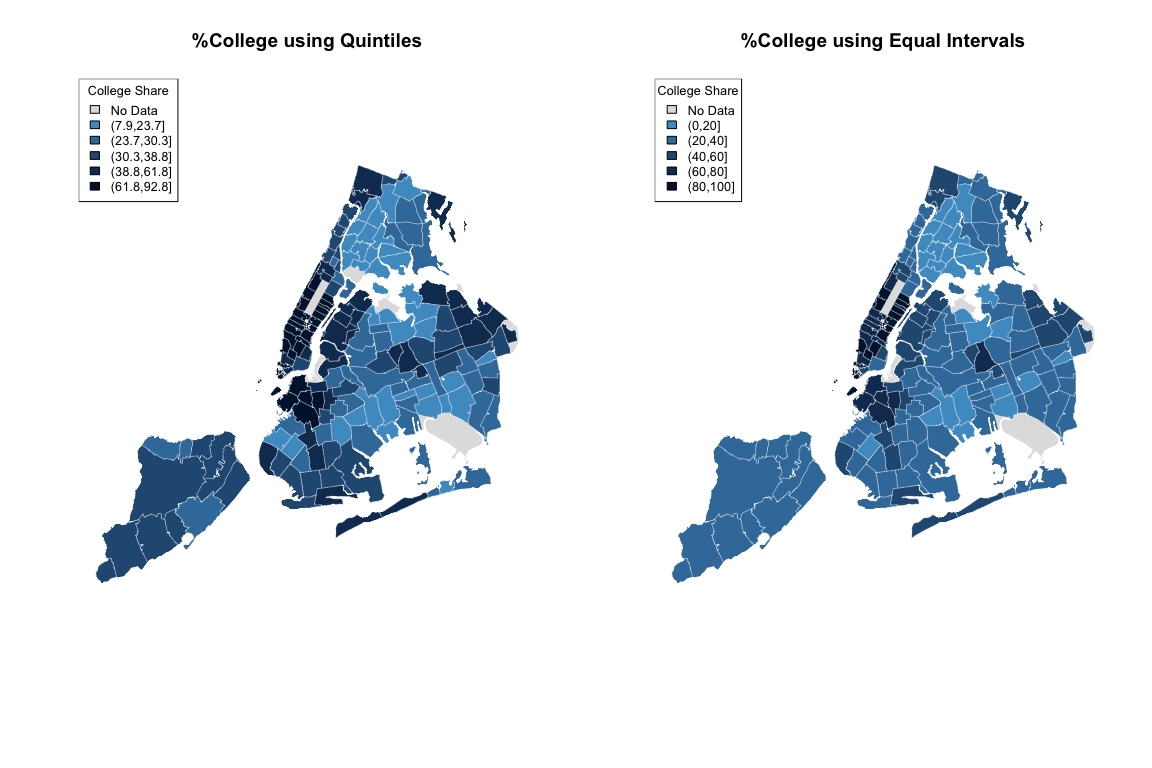 %College using Quintiles
College Share
No Data
(7.9,23.7]
(23.7,30.3]
(30.3,38.8]
(38.8,61.8]
(61.8,92.8]
%College using Equal Intervals
College Share
No Data
(0,20]
(20,40]
(40,60]
(60,80]
(80,100]